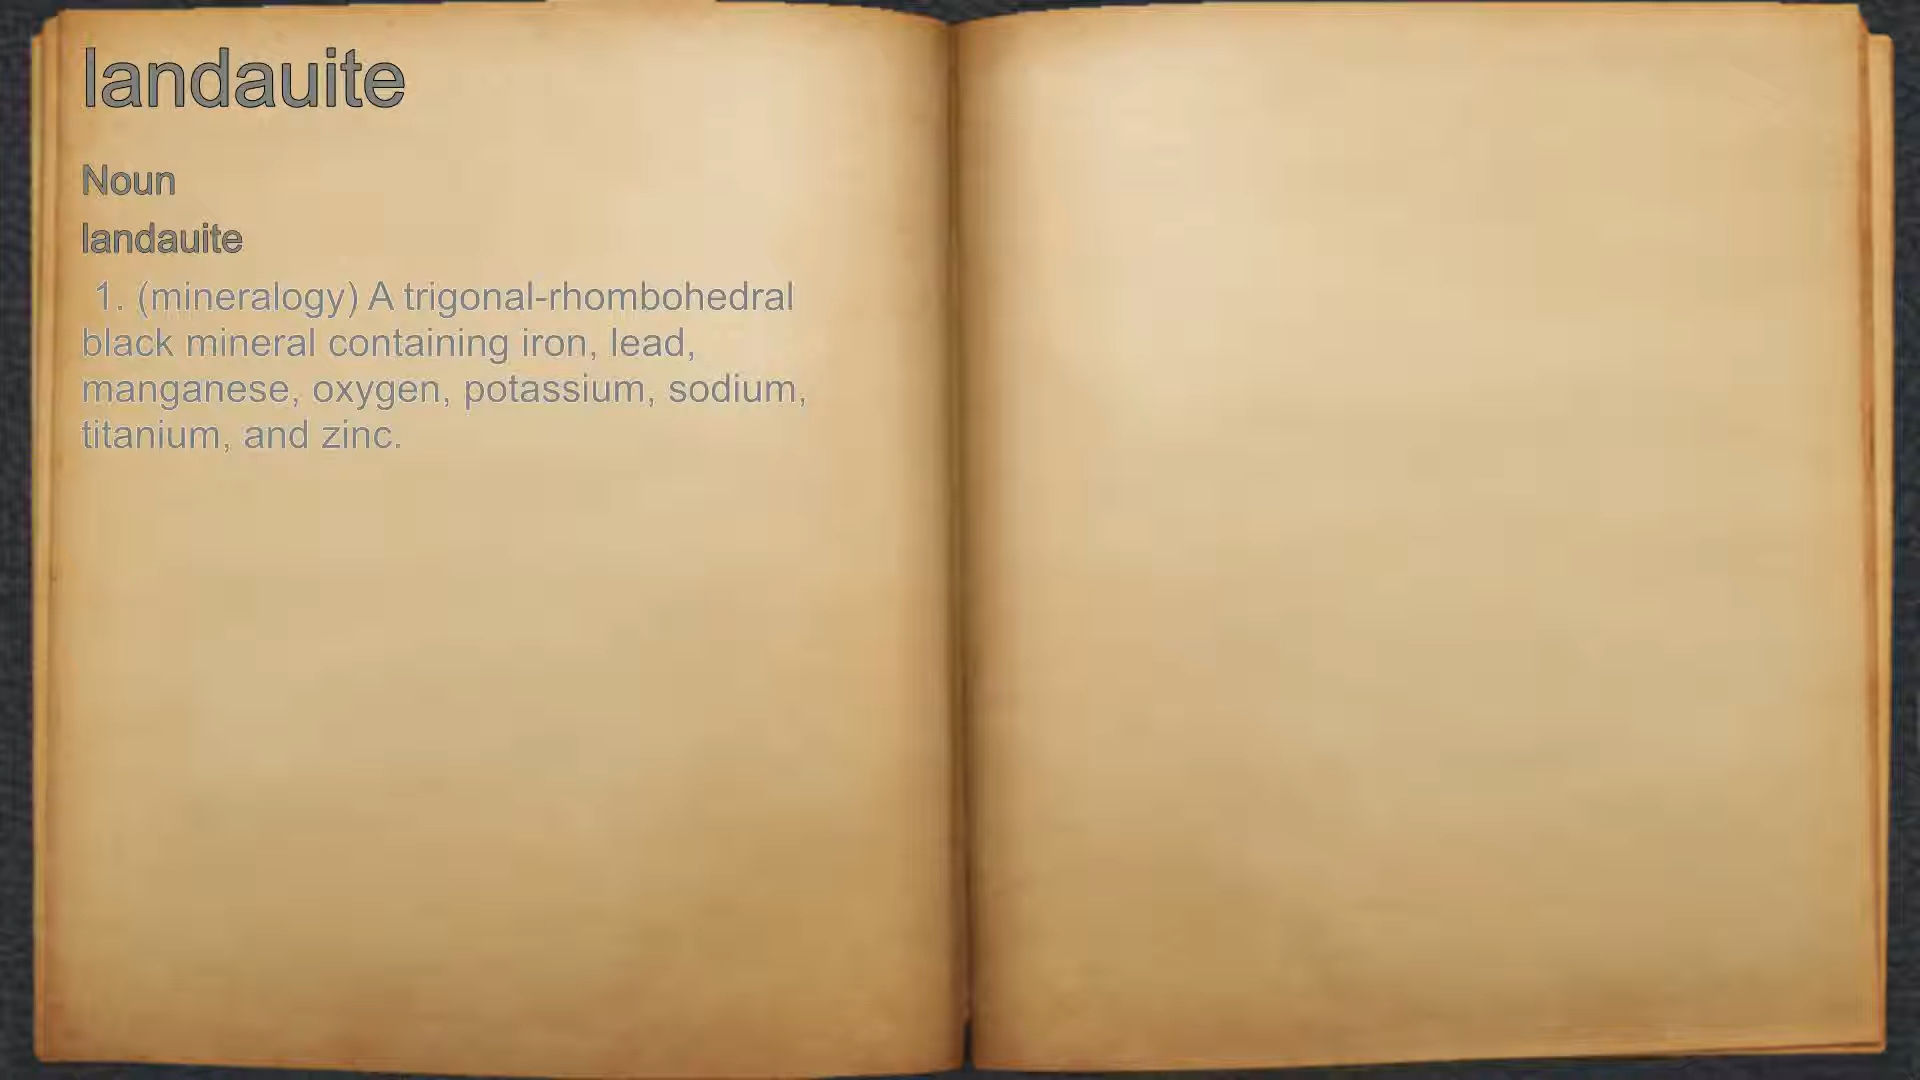 landauite
Noun
landauite
1. (mineralogy) A trigonal-rhombohedral
black mineral containing iron, lead,
manganese, oxygen, potassium, sodium,
titanium, and zinc.